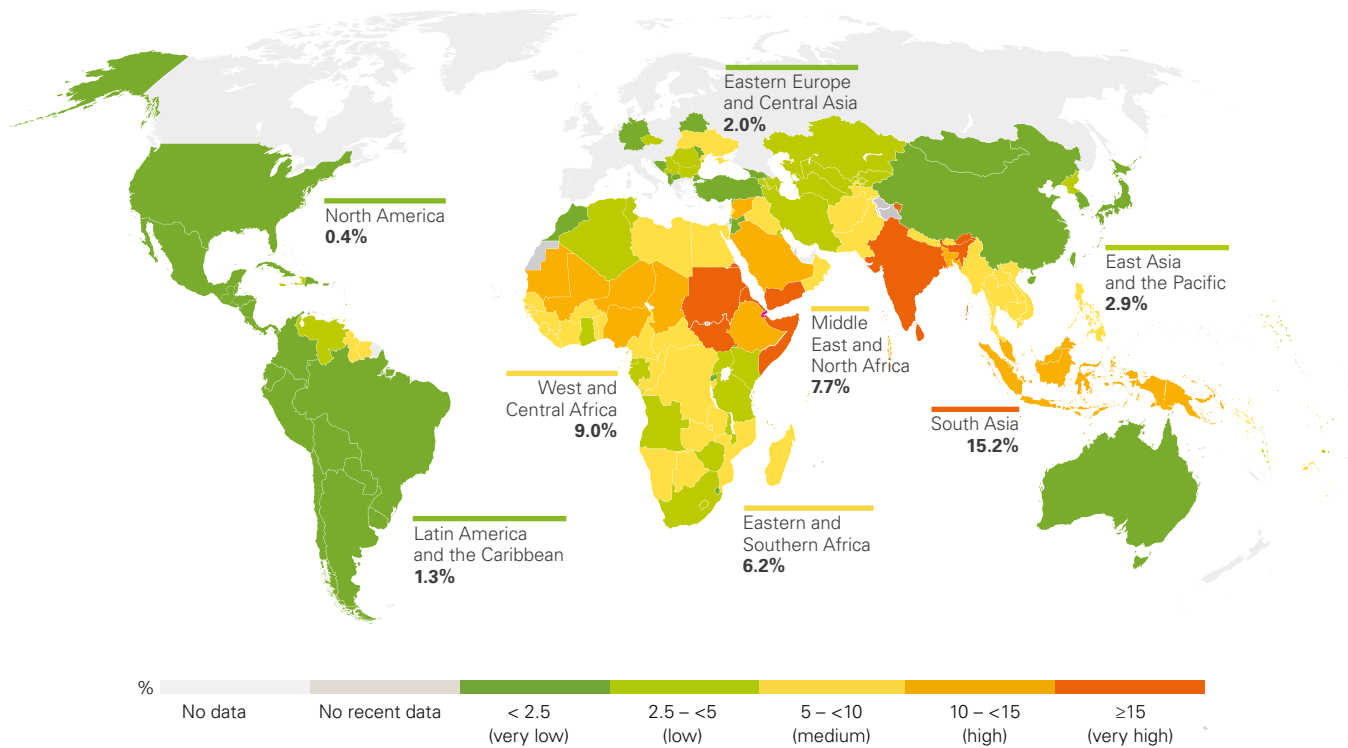 Eastern Europe
and Central Asia
2.0%
North America
0.4%
East Asia
and the Pacific
2.9%
Middle
East and
North Africa
7.7%
West and
Central Africa
9.0%
South Asia
15.2%
Eastern and
Southern Africa
6.2%
Latin America
and the Caribbean
1.3%
%
No data
No recent data
< 2.5
(very low)
2.5 – <5
(low)
5 – <10
(medium)
10 – <15
(high)
≥15
(very high)